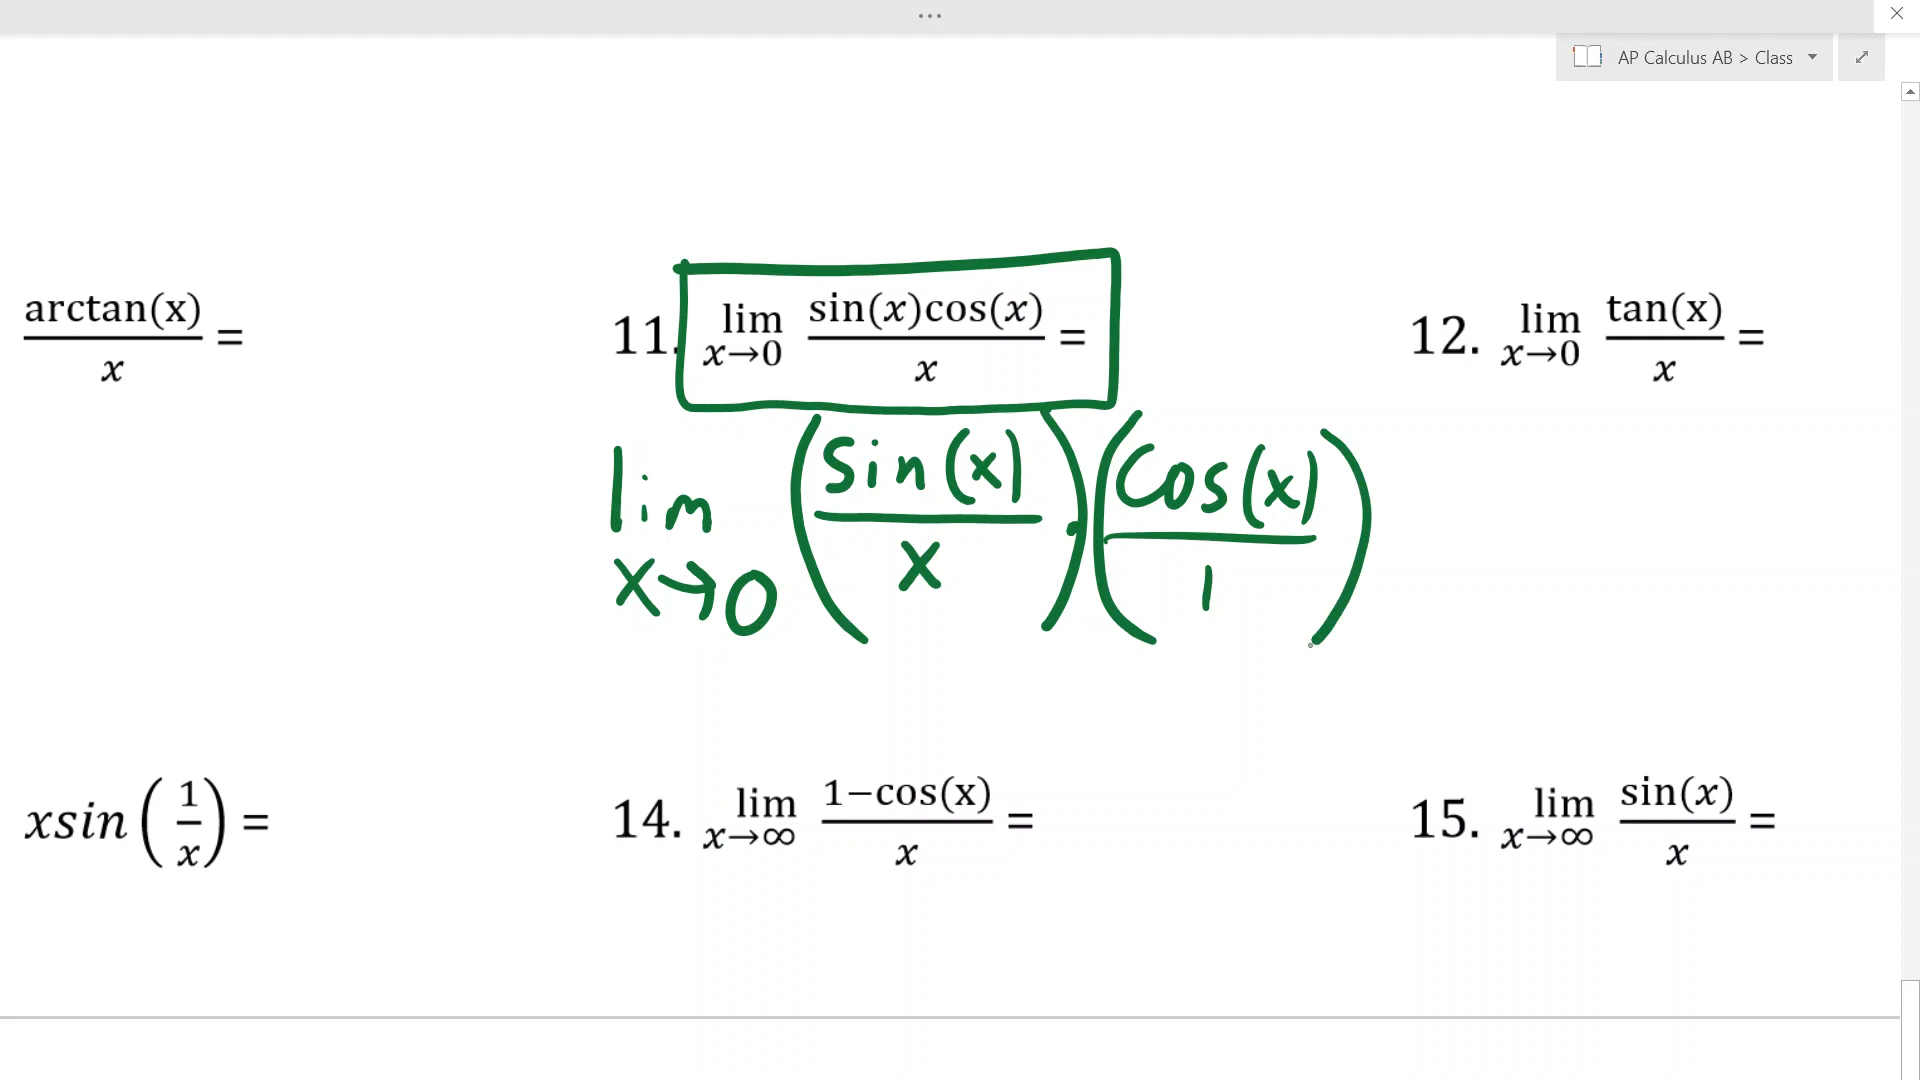 AP Calculus AB > Class
arctan(x)/x =
11. lim x→0 sin(x)cos(x)/x =
12. lim x→0 tan(x)/x =
lim x→0 (sin(x)/x)·(cos(x)/1)
xsin(1/x) =
14. lim x→∞ 1−cos(x)/x =
15. lim x→∞ sin(x)/x =